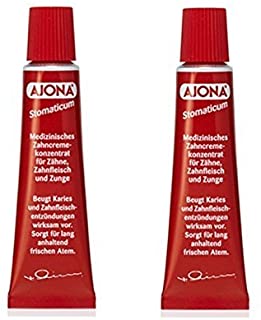 AJONA
Stomaticum
Medizinisches
Zahncreme-
konzentrat
für Zähne,
Zahnfleisch
und Zunge
Beugt Karies
und Zahnfleisch-
entzündungen
wirksam vor.
Sorgt für lang
anhaltend
frischen Atem.
AJONA
Stomaticum
Medizinisches
Zahncreme-
konzentrat
für Zähne,
Zahnfleisch
und Zunge
Beugt Karies
und Zahnfleisch-
entzündungen
wirksam vor.
Sorgt für lang
anhaltend
frischen Atem.